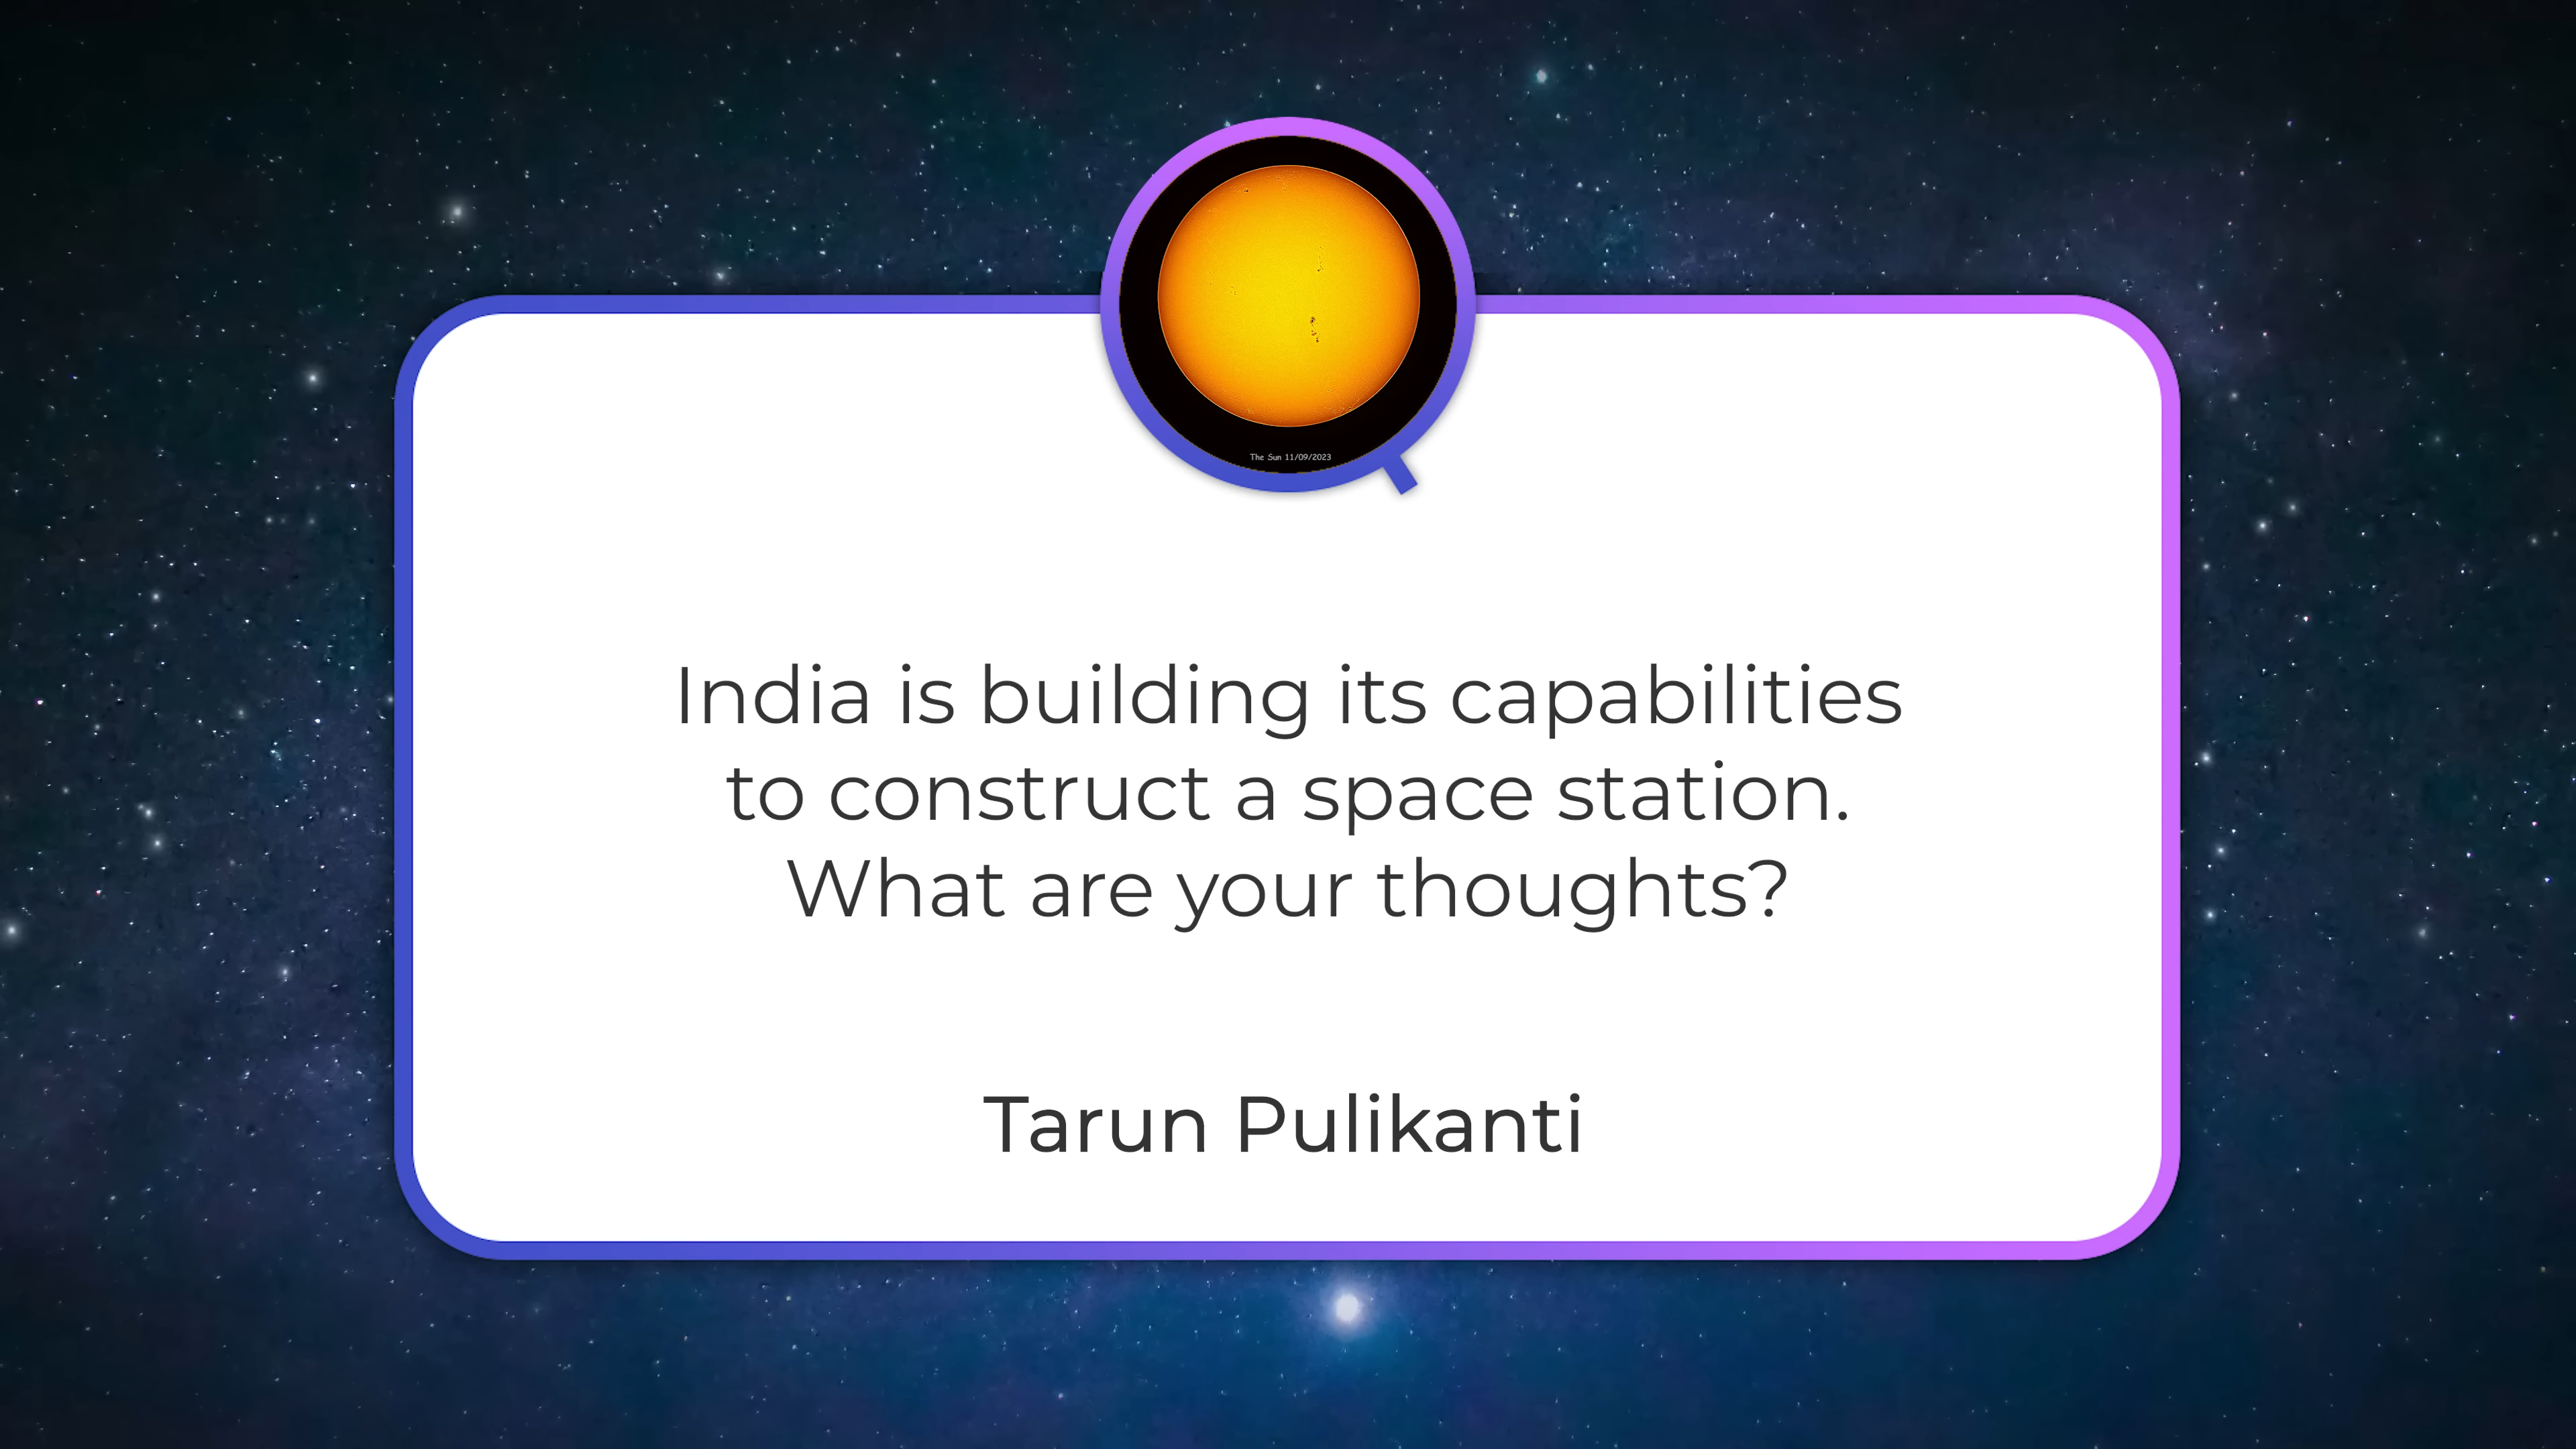 The Sun 11/09/2023
India is building its capabilities
to construct a space station.
What are your thoughts?
Tarun Pulikanti